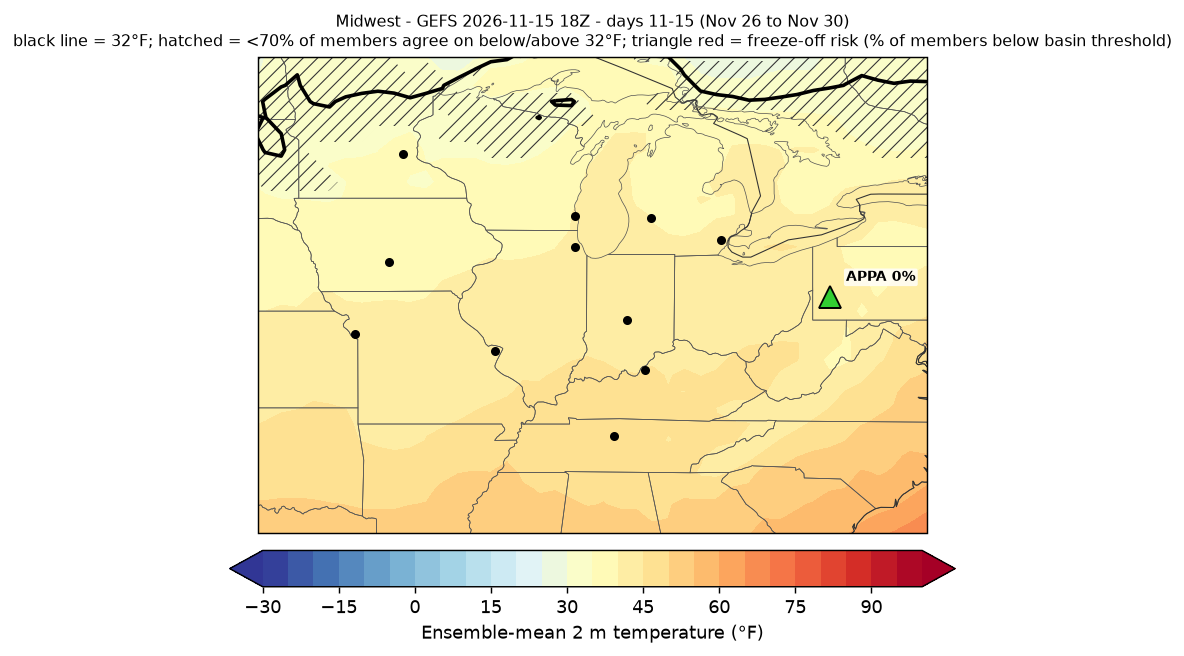 Midwest - GEFS 2026-11-15 18Z - days 11-15 (Nov 26 to Nov 30)
black line = 32°F; hatched = <70% of members agree on below/above 32°F; triangle red = freeze-off risk (% of members below basin threshold)
APPA 0%
−30 −15 0 15 30 45 60 75 90
Ensemble-mean 2 m temperature (°F)